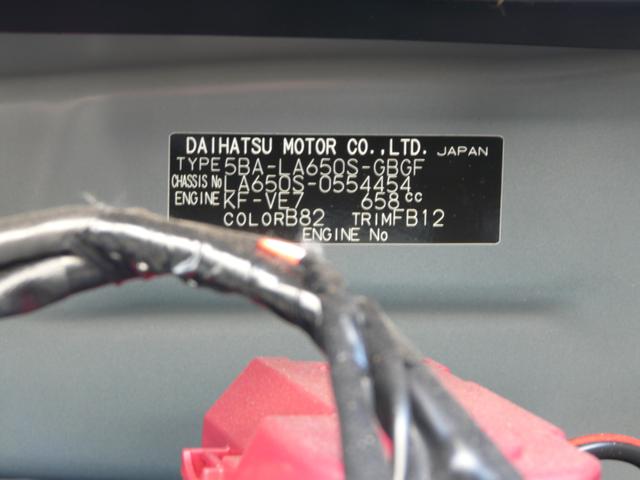 DAIHATSU MOTOR CO.,LTD. JAPAN
TYPE 5BA-LA650S-GBGF
CHASSIS No LA650S-0554454
ENGINE KF-VE7 658cc
COLOR B82 TRIM FB12
ENGINE No